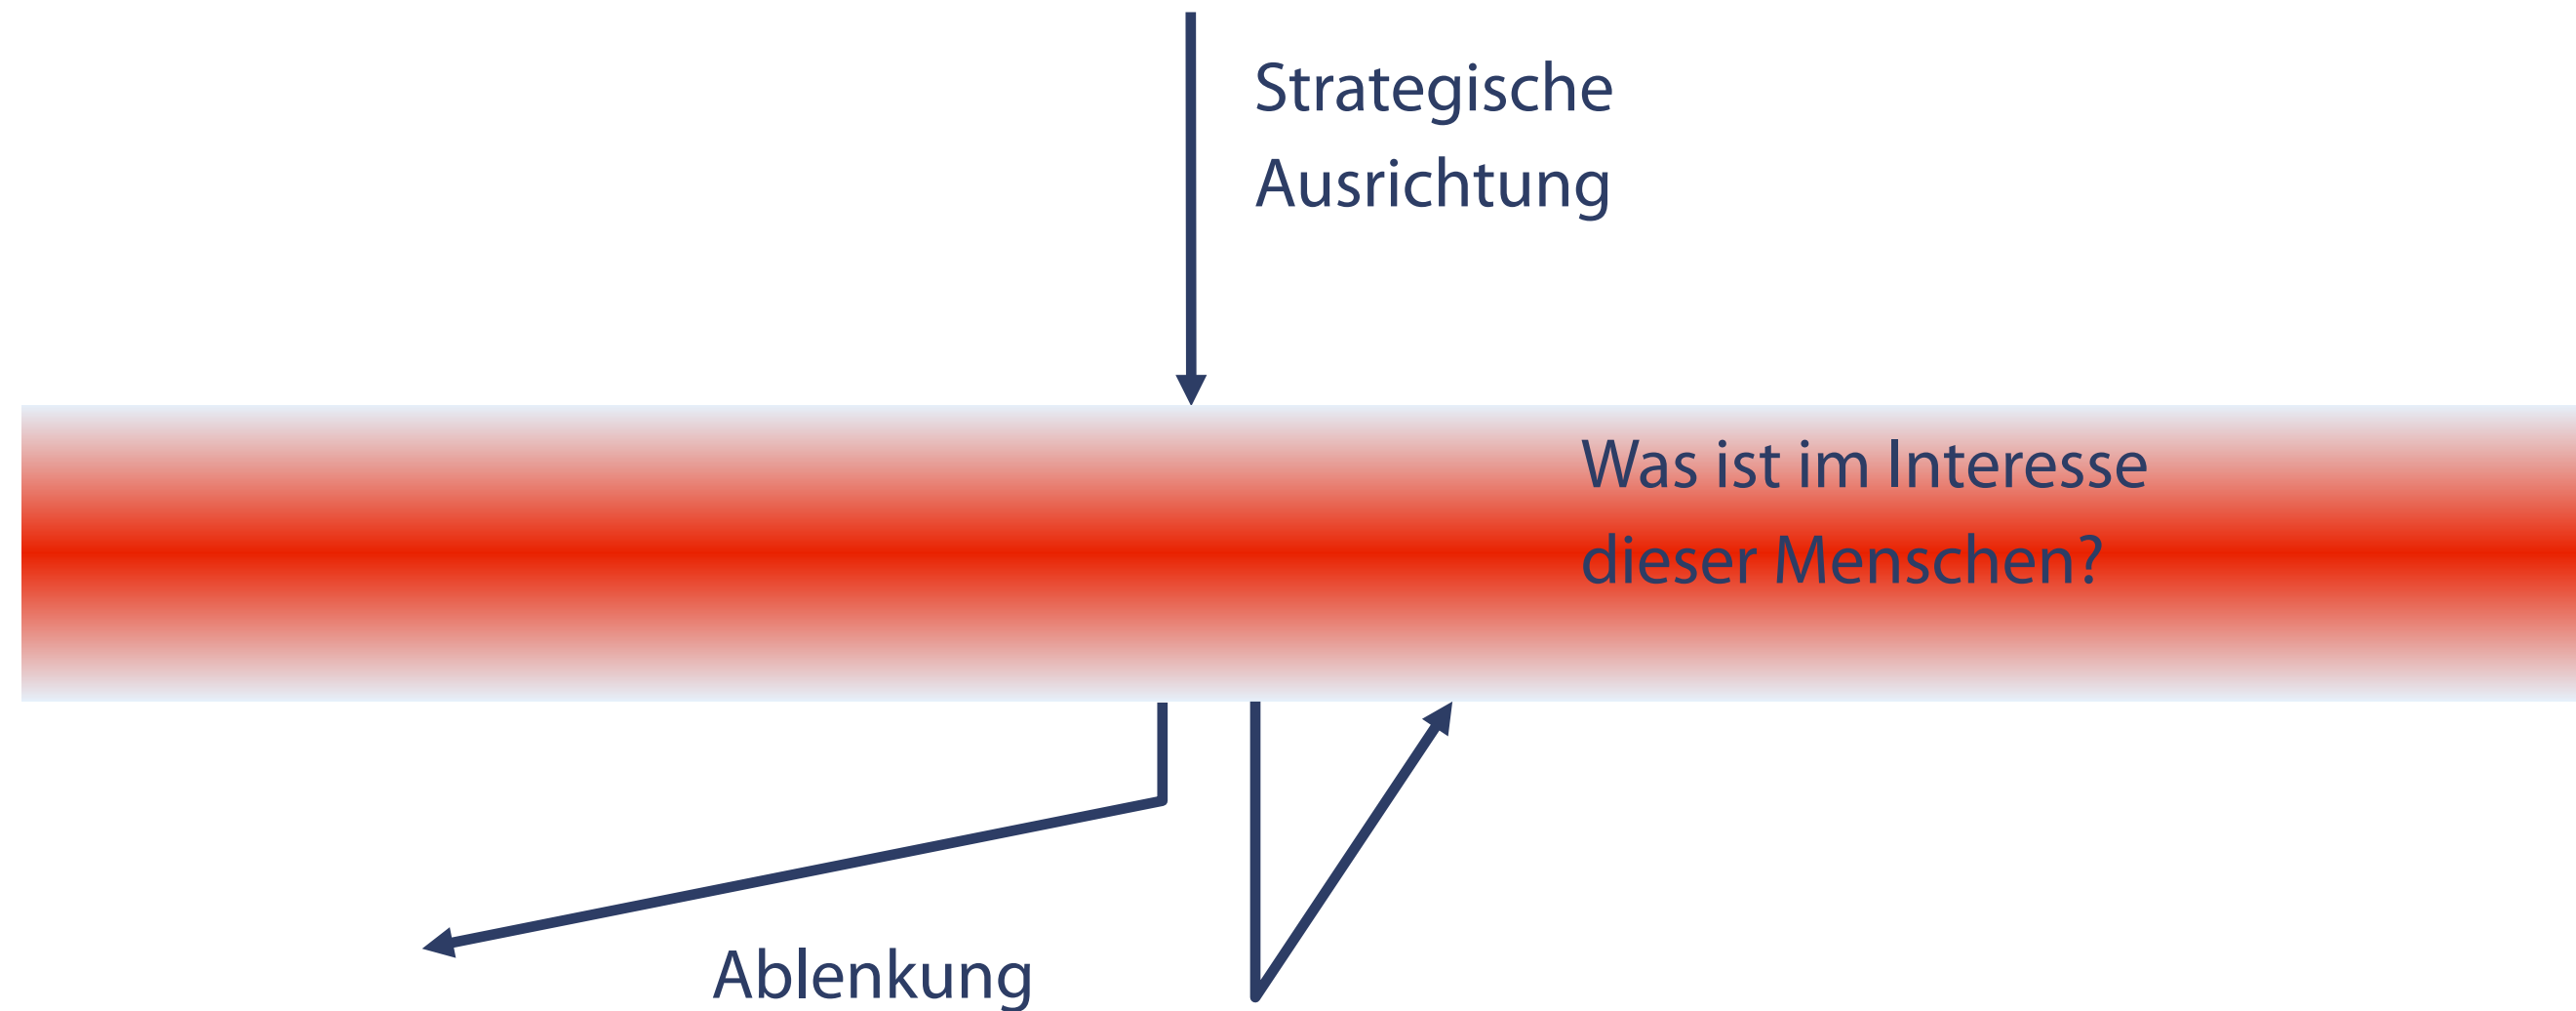 Strategische
Ausrichtung
Was ist im Interesse
dieser Menschen?
Ablenkung